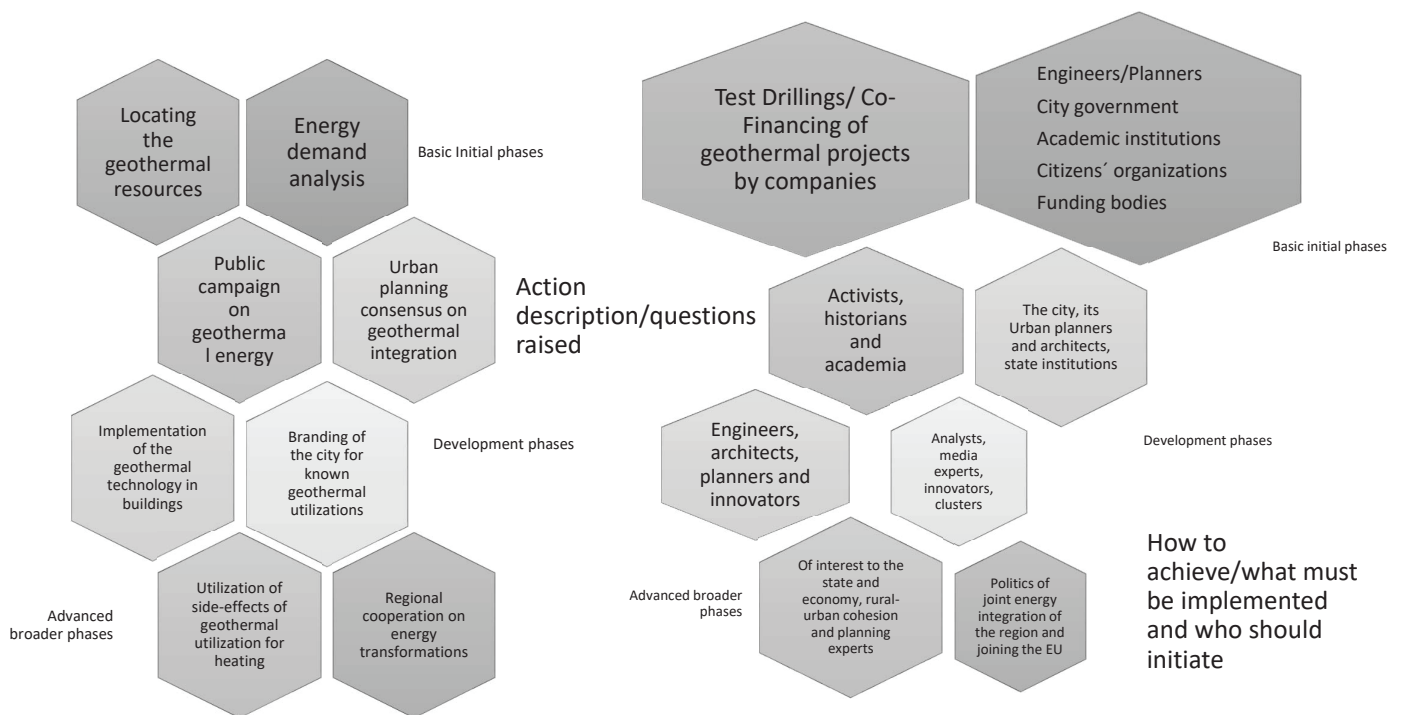 Locating
the
geothermal
resources
Energy
demand
analysis
Basic Initial phases
Public
campaign
on
geotherma
l energy
Urban
planning
consensus on
geothermal
integration
Action
description/questions
raised
Implementation
of the
geothermal
technology in
buildings
Branding of
the city for
known
geothermal
utilizations
Development phases
Advanced
broader phases
Utilization of
side-effects of
geothermal
utilization for
heating
Regional
cooperation on
energy
transformations
Test Drillings/ Co-
Financing of
geothermal projects
by companies
Engineers/Planners
City government
Academic institutions
Citizens´ organizations
Funding bodies
Basic initial phases
Activists,
historians
and
academia
The city, its
Urban planners
and architects,
state institutions
Engineers,
architects,
planners and
innovators
Analysts,
media
experts,
innovators,
clusters
Development phases
Advanced broader
phases
Of interest to the
state and
economy, rural-
urban cohesion
and planning
experts
Politics of
joint energy
integration of
the region and
joining the EU
How to
achieve/what must
be implemented
and who should
initiate